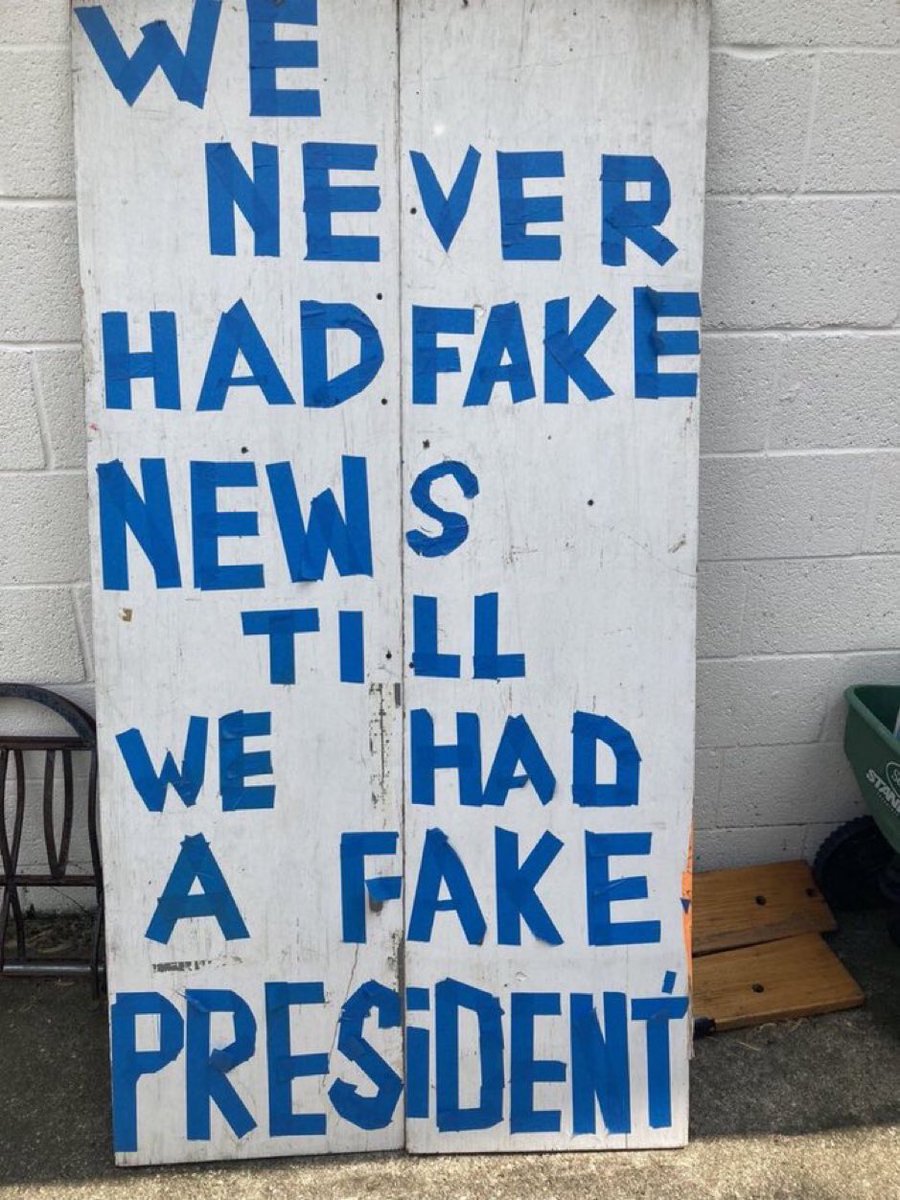 WE
NEVER
HAD FAKE
NEWS
TILL
WE HAD
A FAKE
PRESiDENT